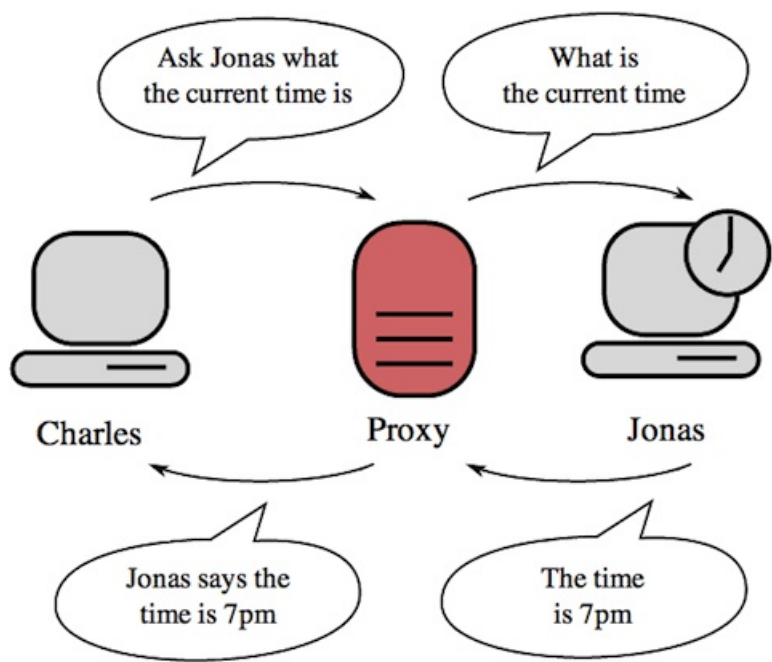 Ask Jonas what
the current time is
What is
the current time
Charles
Proxy
Jonas
Jonas says the
time is 7pm
The time
is 7pm